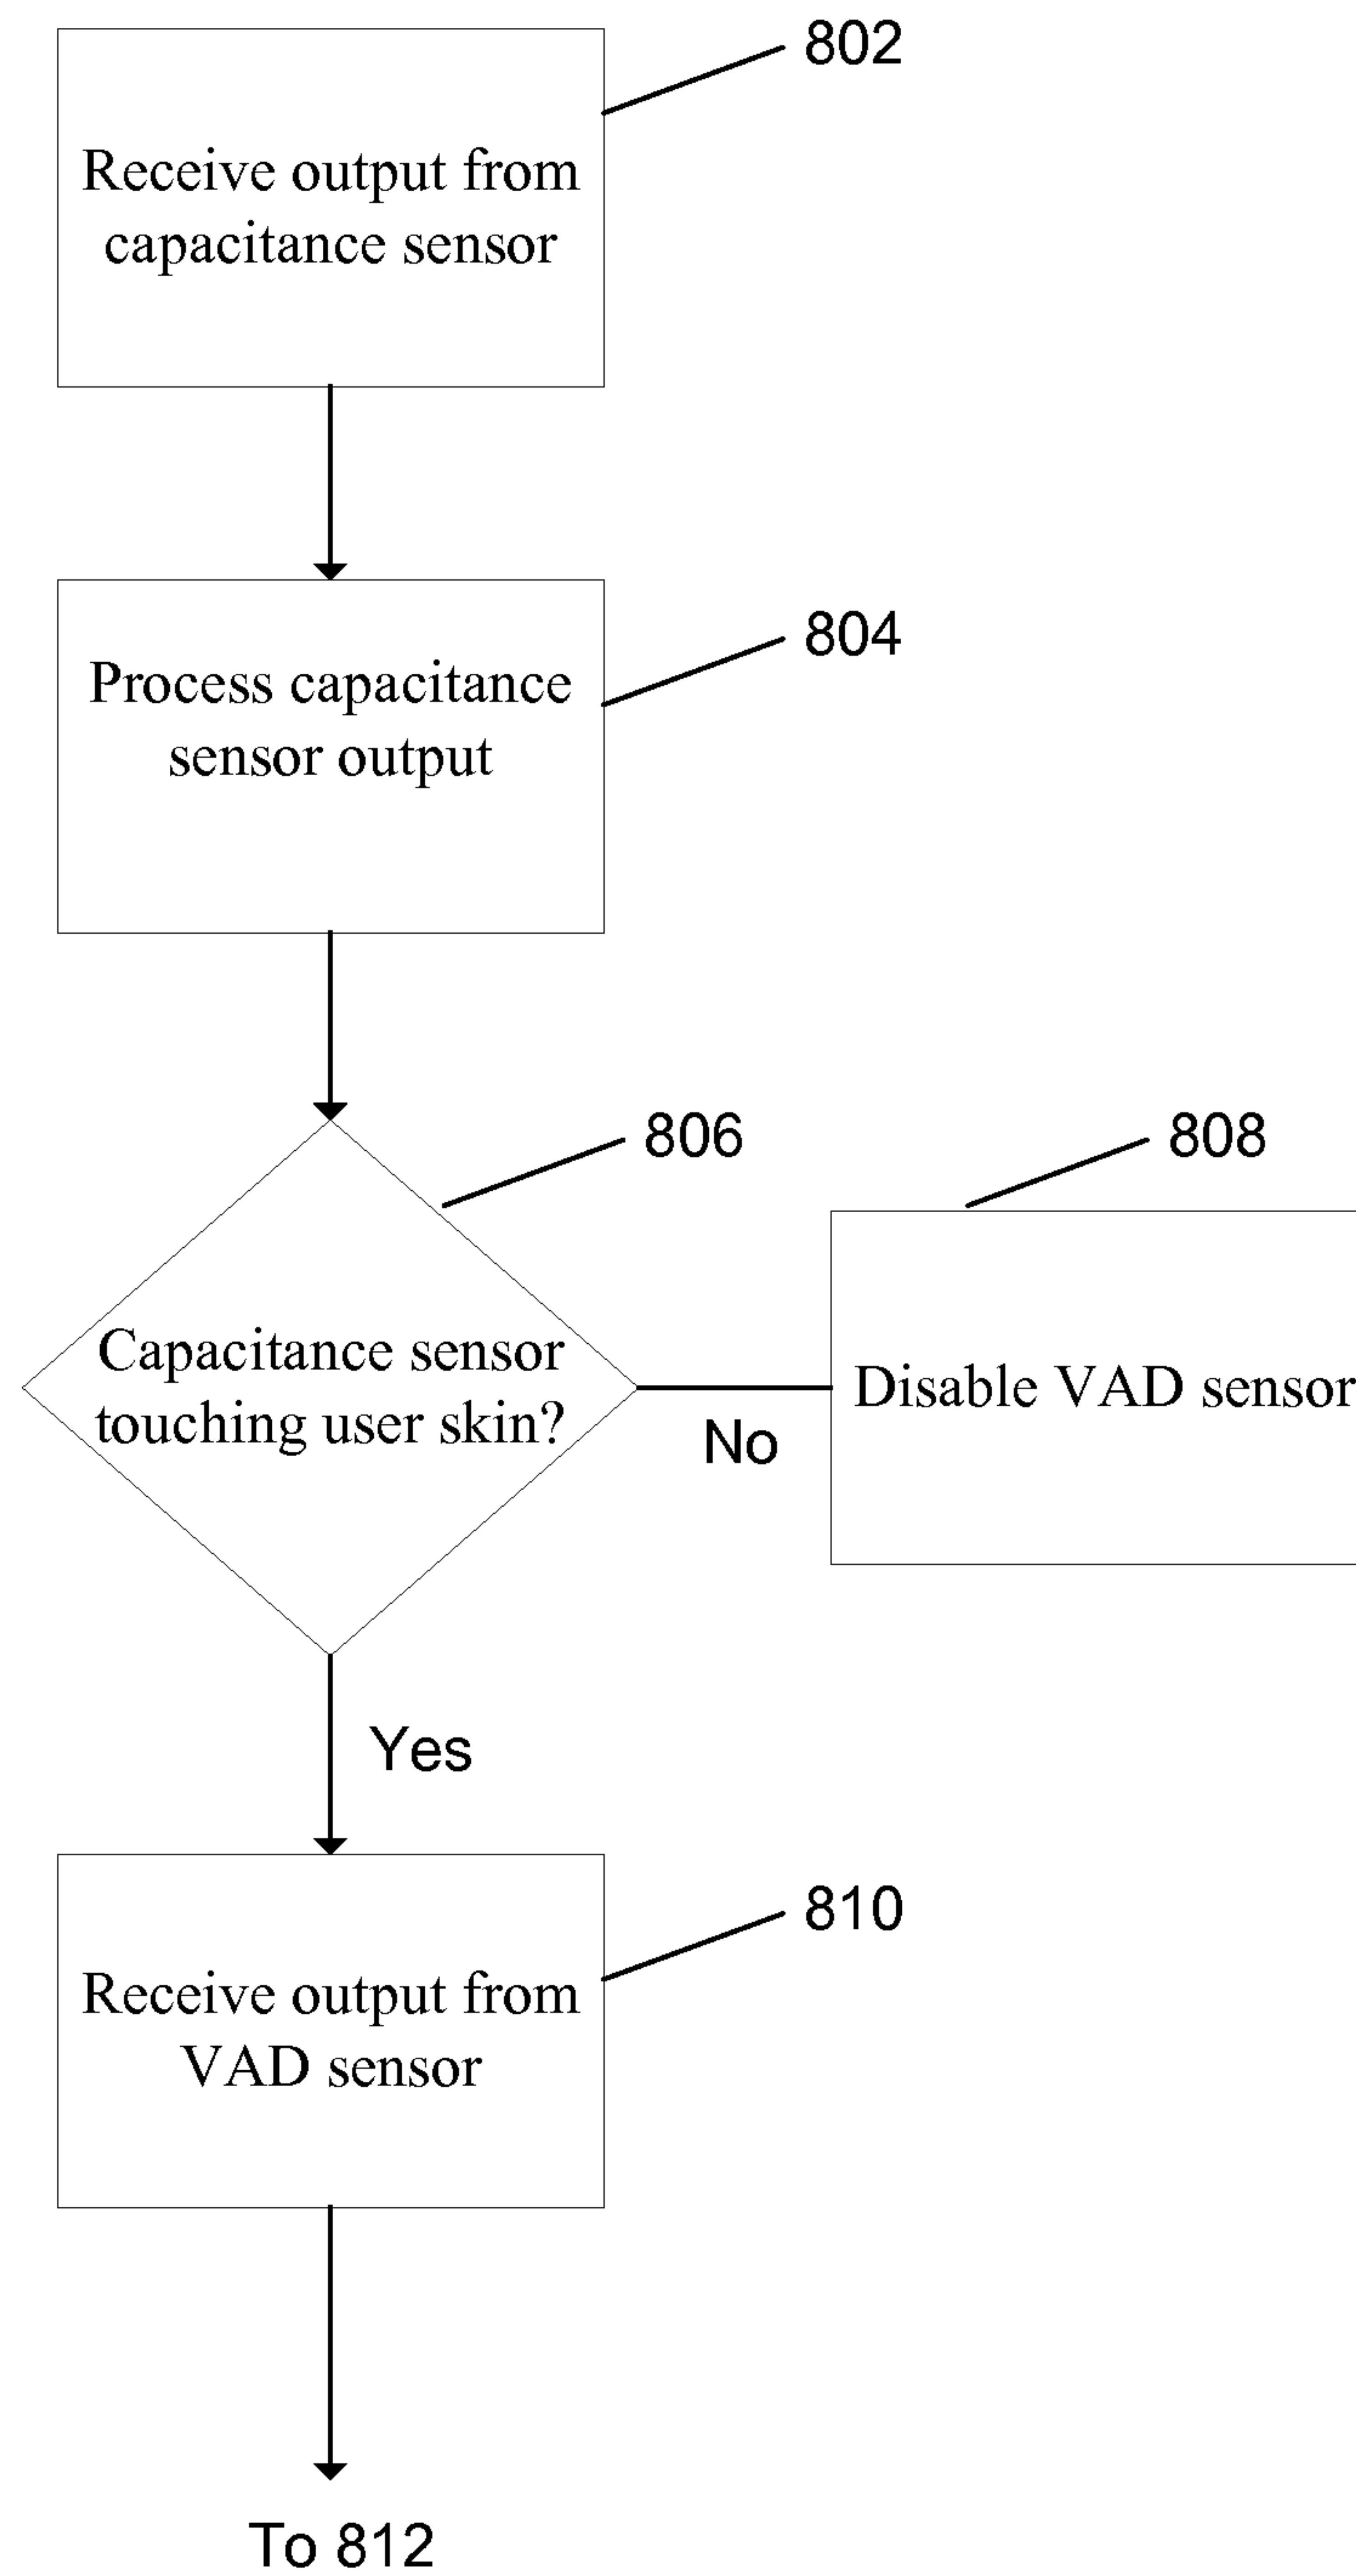 802
Receive output from
capacitance sensor
804
Process capacitance
sensor output
806
808
Capacitance sensor
touching user skin?
Disable VAD sensor
No
Yes
810
Receive output from
VAD sensor
To 812